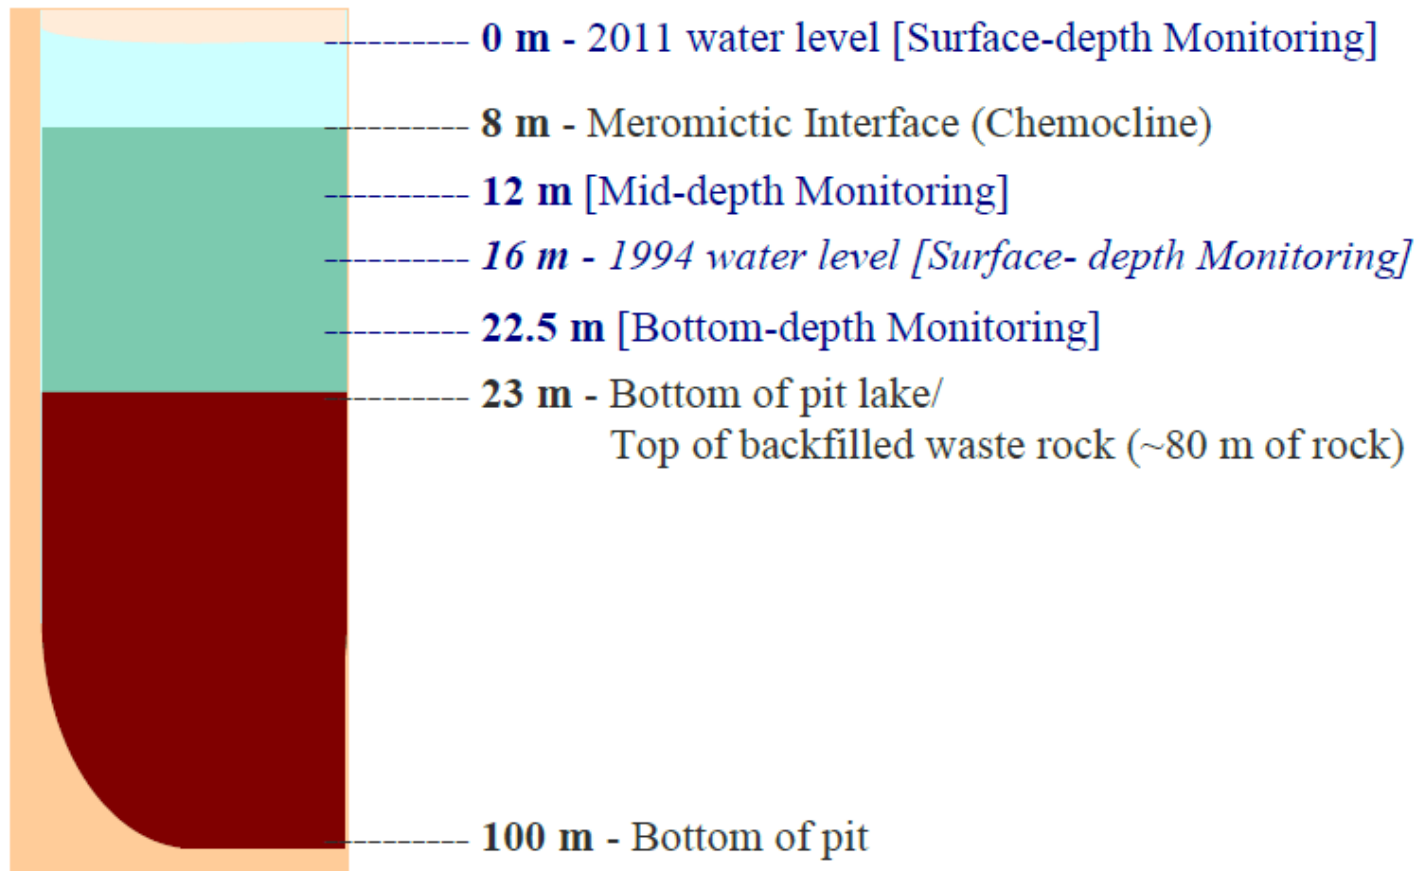 0 m - 2011 water level [Surface-depth Monitoring]
8 m - Meromictic Interface (Chemocline)
12 m [Mid-depth Monitoring]
16 m - 1994 water level [Surface- depth Monitoring]
22.5 m [Bottom-depth Monitoring]
23 m - Bottom of pit lake/
Top of backfilled waste rock (~80 m of rock)
100 m - Bottom of pit